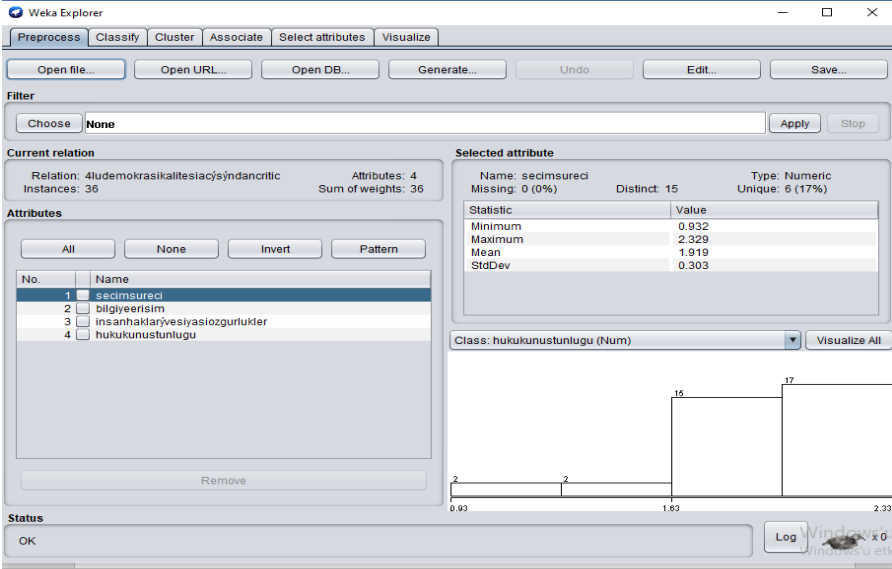 Weka Explorer
Preprocess Classify Cluster Associate Select attributes Visualize
Open file... Open URL... Open DB... Generate... Undo Edit... Save...
Filter
Choose None Apply Stop
Current relation
Relation: 4ludemokrasikalitesiacýsýndancritic Attributes: 4
Instances: 36 Sum of weights: 36
Attributes
All None Invert Pattern
No. Name
1 secimsureci
2 bilgiyeerisim
3 insanhaklarývesiyasiozgurlukler
4 hukukunustunlugu
Remove
Selected attribute
Name: secimsureci Type: Numeric
Missing: 0 (0%) Distinct: 15 Unique: 6 (17%)
Statistic Value
Minimum 0.932
Maximum 2.329
Mean 1.919
StdDev 0.303
Class: hukukunustunlugu (Num) Visualize All
2 2 15 17
0.93 1.63 2.33
Status
OK
Log x 0
Windows'u
Windows'u etk